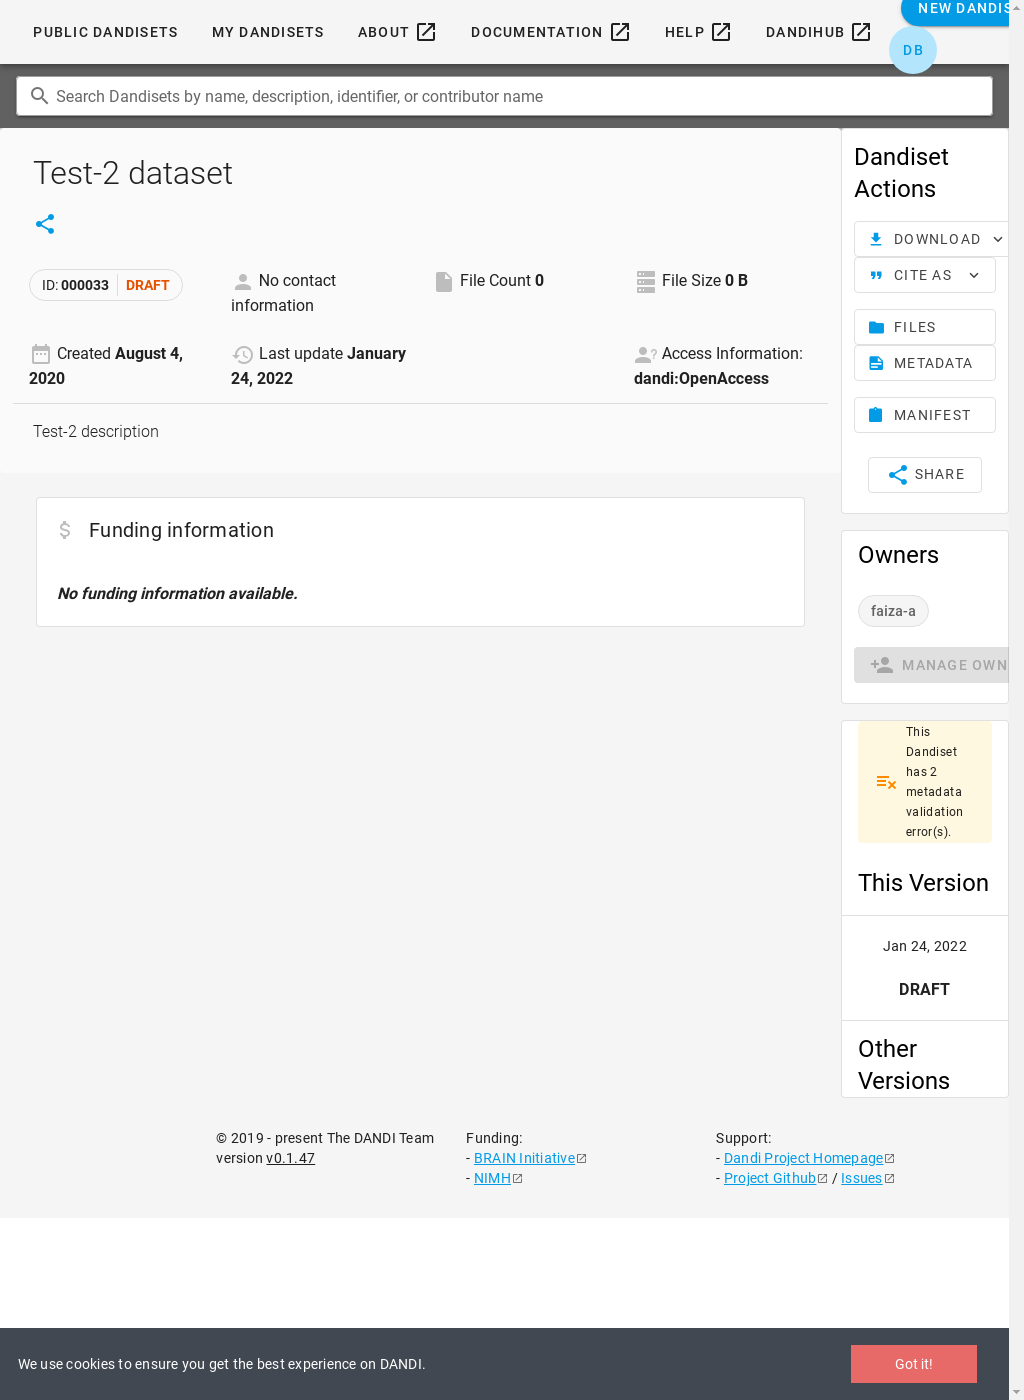 PUBLIC DANDISETS
MY DANDISETS
ABOUT
DOCUMENTATION
HELP
DANDIHUB
NEW DANDIS
DB
Search Dandisets by name, description, identifier, or contributor name
Test-2 dataset
ID: 000033 DRAFT
No contact
information
File Count 0
File Size 0 B
Created August 4,
2020
Last update January
24, 2022
Access Information:
dandi:OpenAccess
Test-2 description
Funding information
No funding information available.
Dandiset
Actions
DOWNLOAD
CITE AS
FILES
METADATA
MANIFEST
SHARE
Owners
faiza-a
MANAGE OWN
This
Dandiset
has 2
metadata
validation
error(s).
This Version
Jan 24, 2022
DRAFT
Other
Versions
© 2019 - present The DANDI Team
version v0.1.47
Funding:
- BRAIN Initiative
- NIMH
Support:
- Dandi Project Homepage
- Project Github / Issues
We use cookies to ensure you get the best experience on DANDI.
Got it!